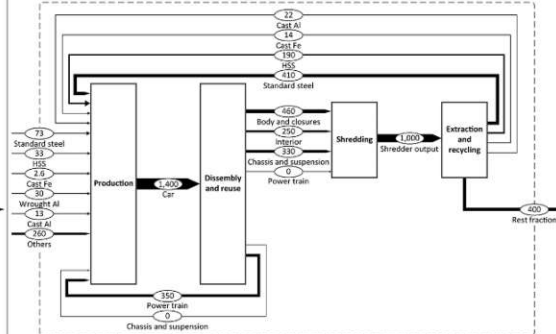 22
Cast Al
14
Cast Fe
190
HSS
410
Standard steel
73
Standard steel
33
HSS
2.6
Cast Fe
30
Wrought Al
13
Cast Al
260
Others
Production
1,400
Car
Dissembly
and reuse
460
Body and closures
250
Interior
330
Chassis and suspension
0
Power train
Shredding
1,000
Shredder output
Extraction
and
recycling
400
Rest fraction
350
Power train
0
Chassis and suspension